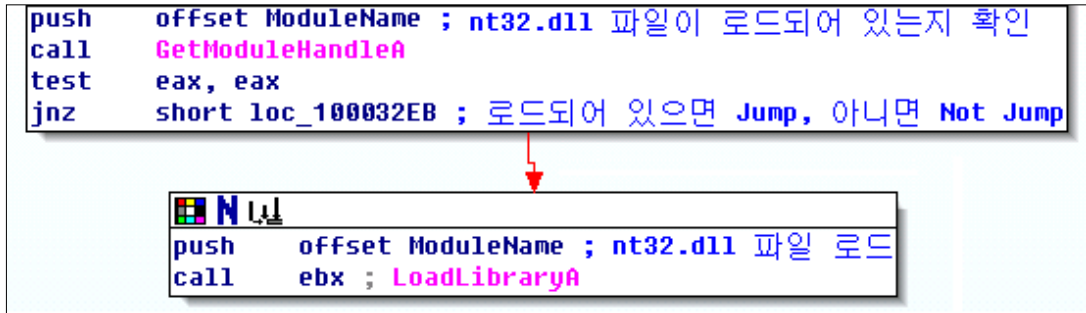 push offset ModuleName ; nt32.dll 파일이 로드되어 있는지 확인
call GetModuleHandleA
test eax, eax
jnz short loc_100032EB ; 로드되어 있으면 Jump, 아니면 Not Jump
N
push offset ModuleName ; nt32.dll 파일 로드
call ebx ; LoadLibraryA